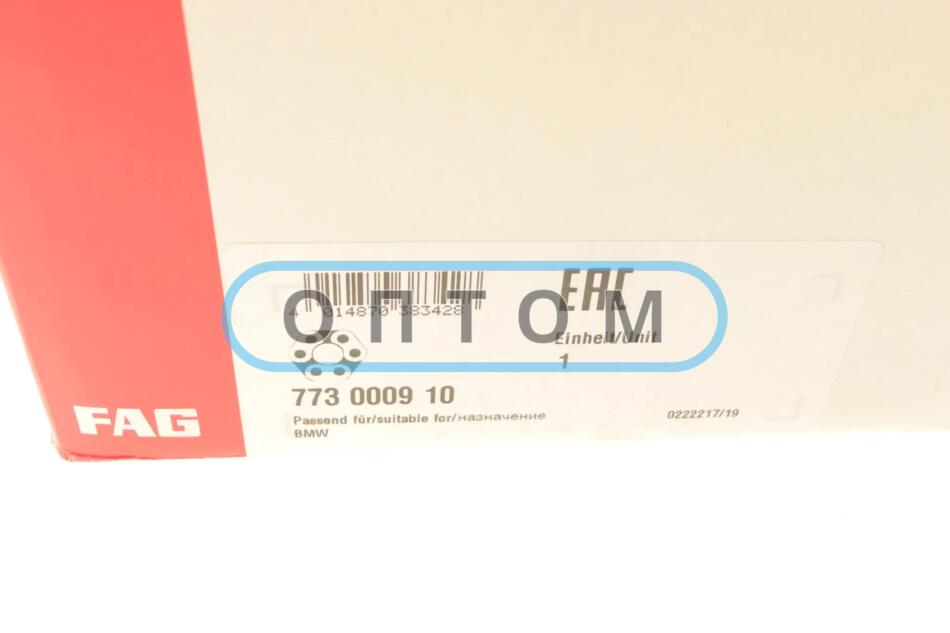 FAG
EAC
4 014870 383428
ОПТОМ
Einheit/Unit
1
773 0009 10
Passend für/suitable for/назначение
BMW
0222217/19